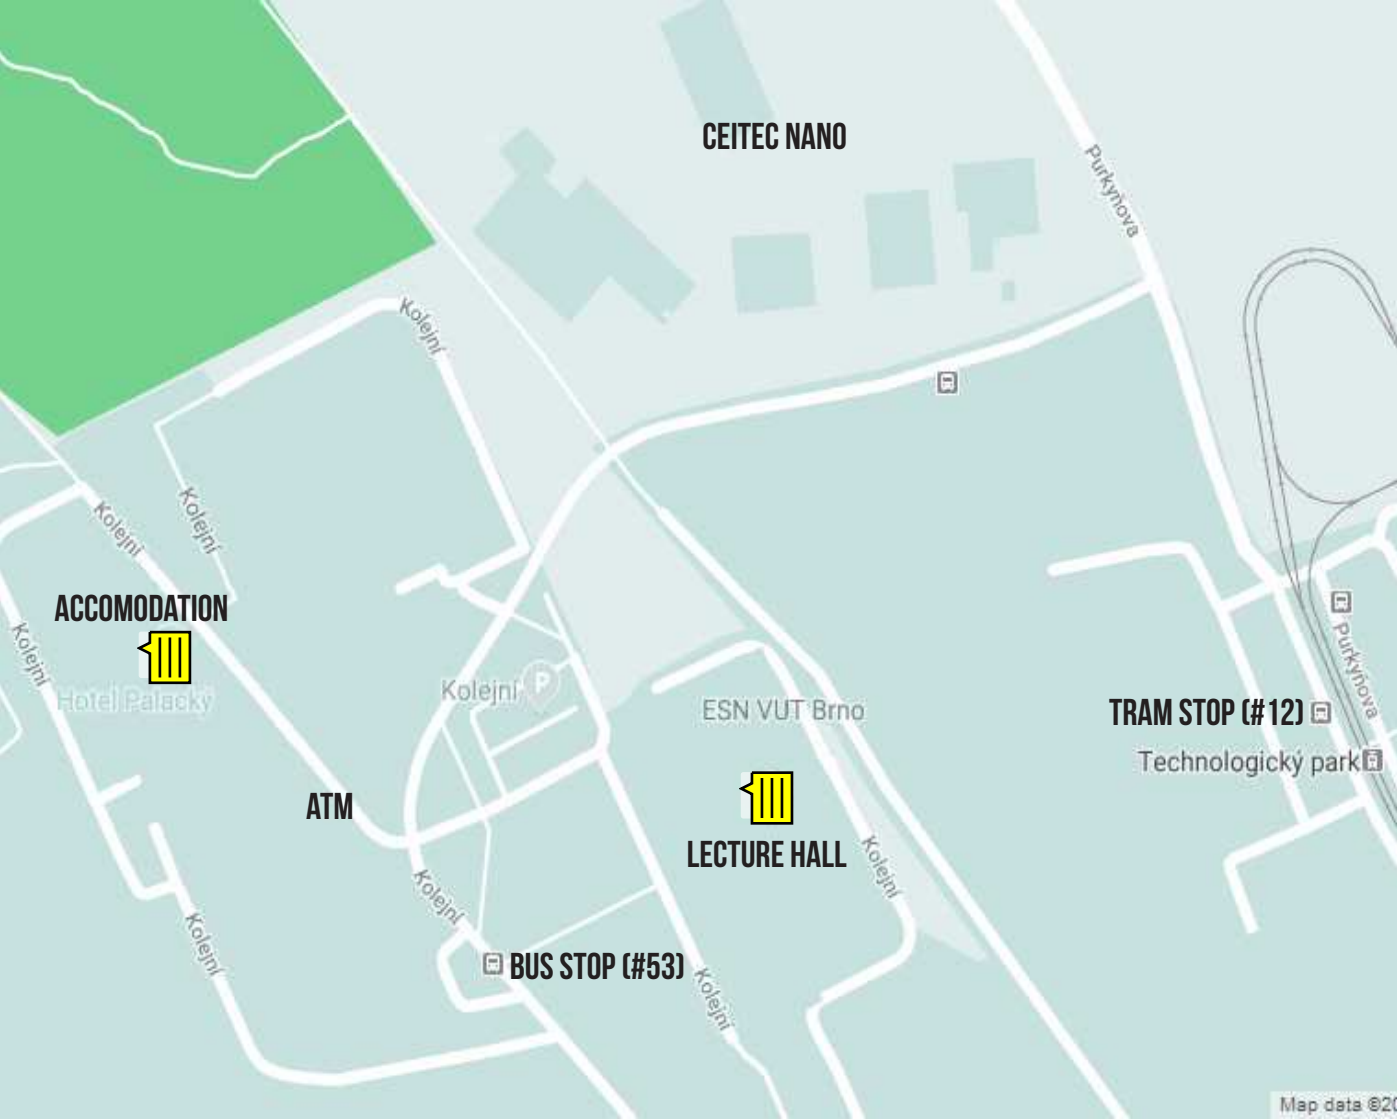 CEITEC NANO
Purkyňova
Kolejní
Kolejní
Kolejní
ACCOMODATION
Kolejní
Hotel Palacký
Kolejní
P
ESN VUT Brno
Purkyňova
TRAM STOP (#12)
Technologický park
ATM
LECTURE HALL
Kolejní
Kolejní
Kolejní
BUS STOP (#53)
Kolejní
Map data ©20